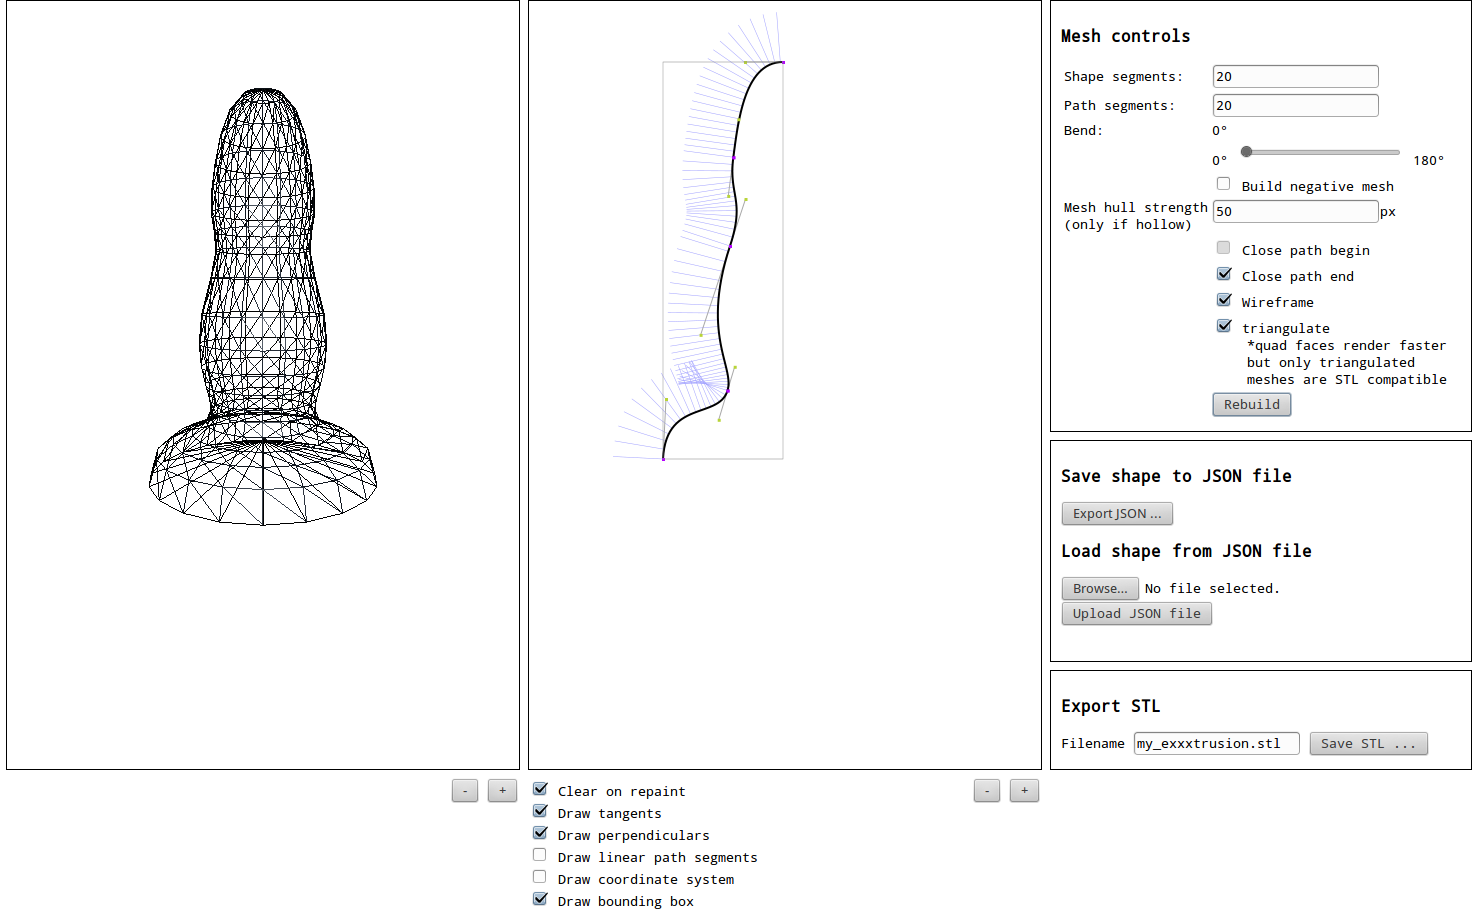 Mesh controls
Shape segments: 20
Path segments: 20
Bend: 0°
0° 180°
Build negative mesh
Mesh hull strength 50 px
(only if hollow)
Close path begin
Close path end
Wireframe
triangulate
*quad faces render faster
but only triangulated
meshes are STL compatible
Rebuild
Save shape to JSON file
Export JSON ...
Load shape from JSON file
Browse... No file selected.
Upload JSON file
Export STL
Filename my_exxxtrusion.stl Save STL ...
- + - +
Clear on repaint
Draw tangents
Draw perpendiculars
Draw linear path segments
Draw coordinate system
Draw bounding box